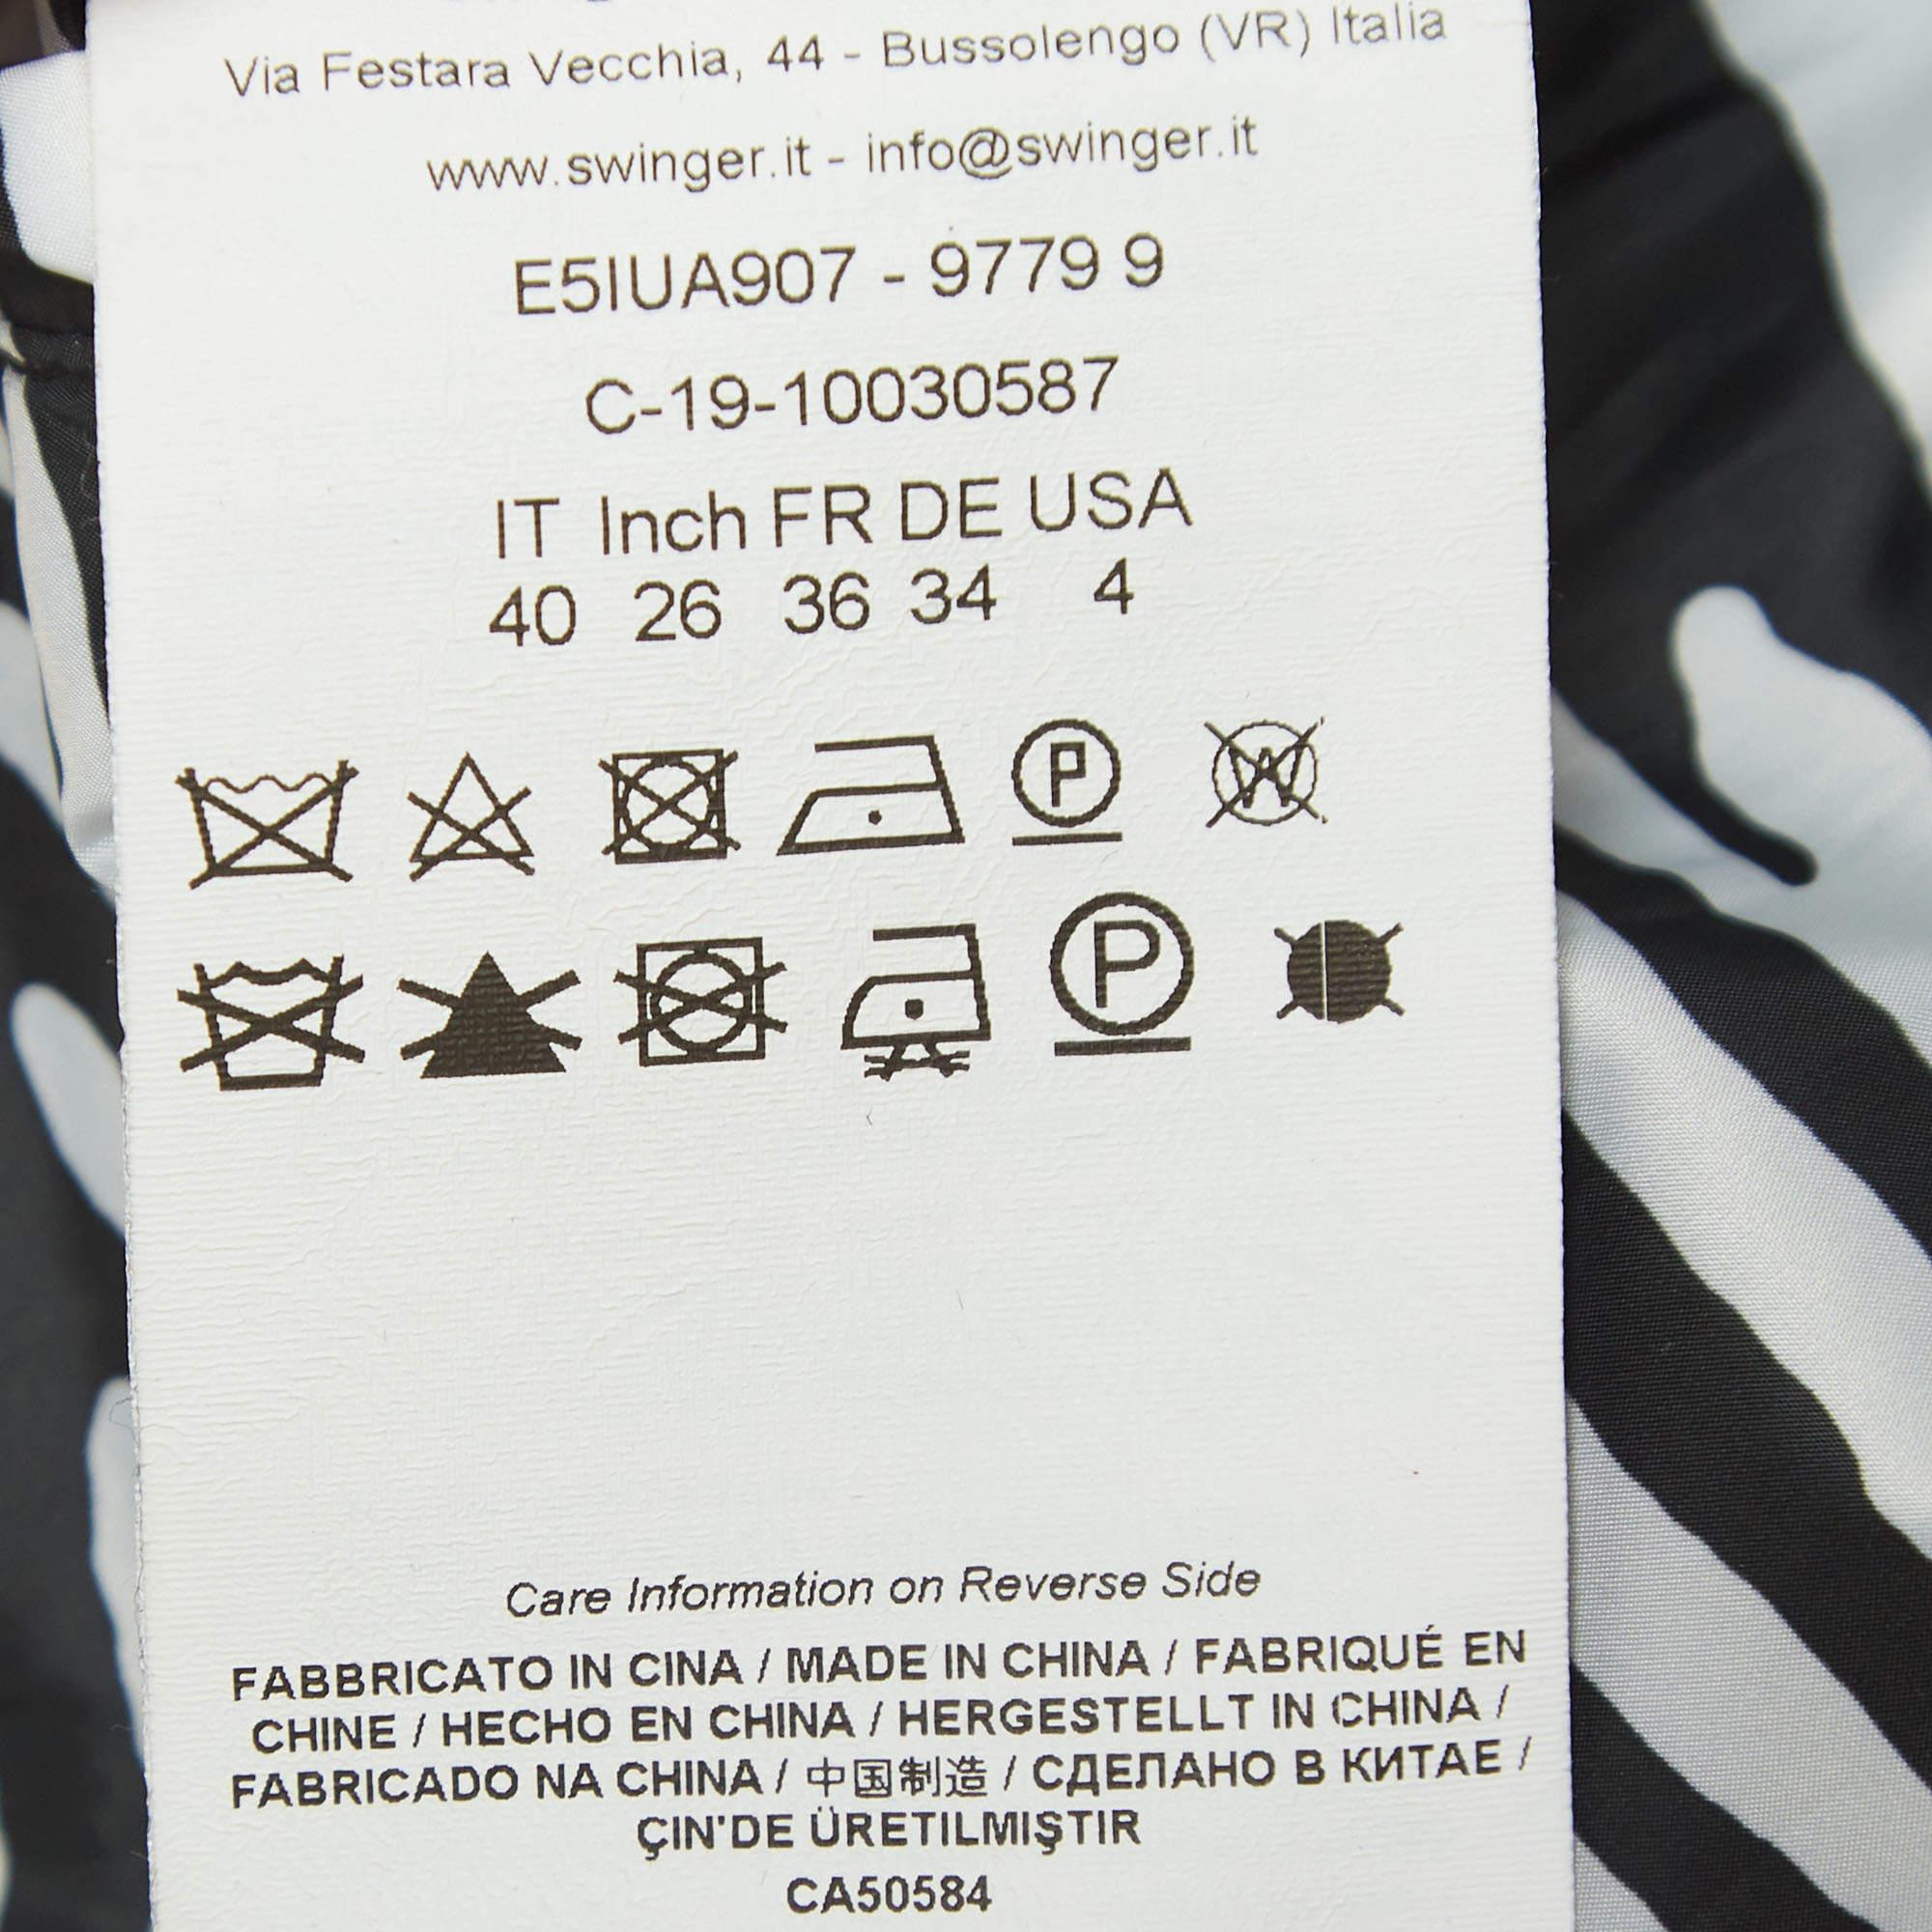 Via Festara Vecchia, 44 - Bussolengo (VR) Italia
www.swinger.it - info@swinger.it
E5IUA907 - 9779 9
C-19-10030587
IT Inch FR DE USA
40 26 36 34 4
P W
P
Care Information on Reverse Side
FABBRICATO IN CINA / MADE IN CHINA / FABRIQUÉ EN
CHINE / HECHO EN CHINA / HERGESTELLT IN CHINA /
FABRICADO NA CHINA / 中国制造 / СДЕЛАНО В КИТАЕ /
ÇIN'DE ÜRETILMIŞTIR
CA50584